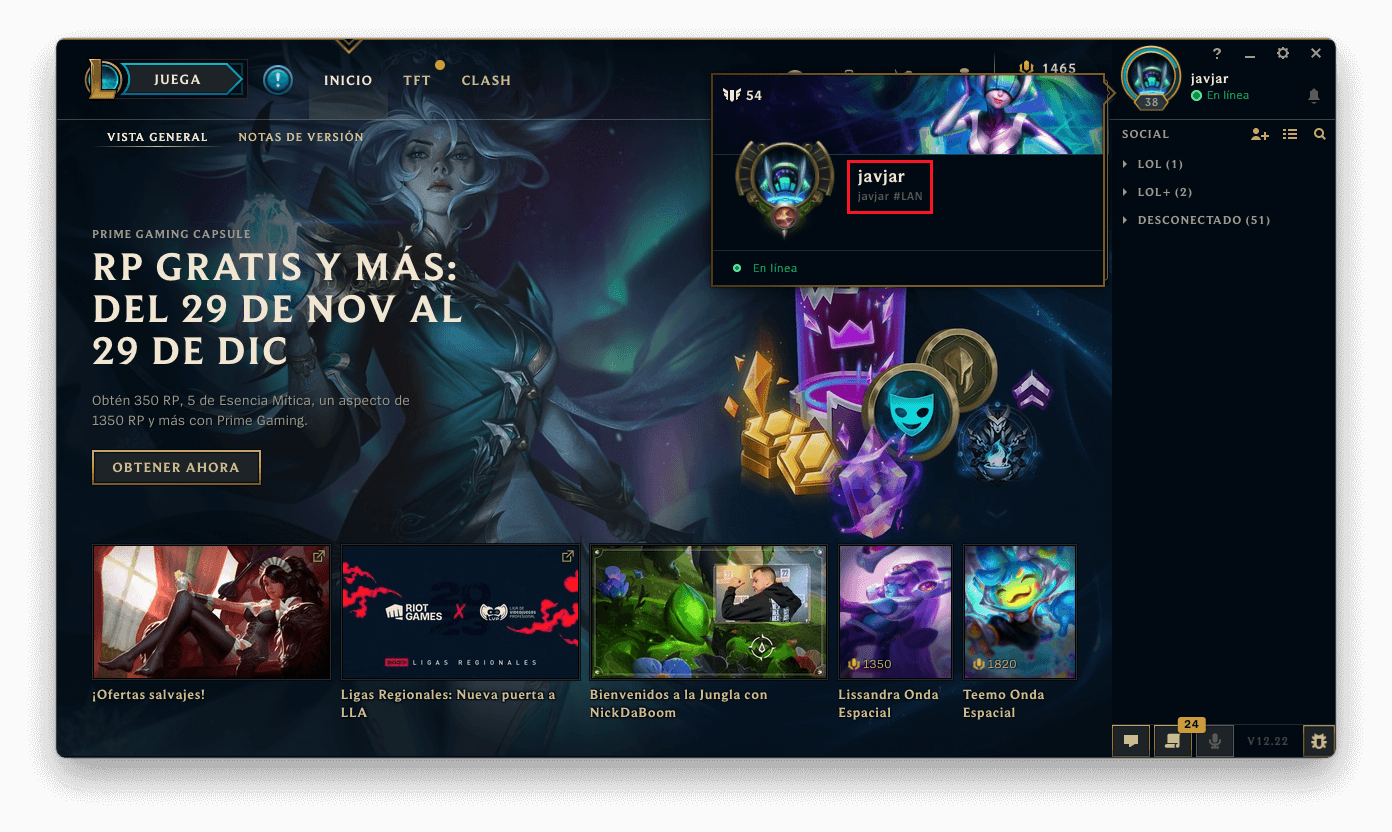 JUEGA
INICIO
TFT
CLASH
1465
?
javjar
En línea
38
VISTA GENERAL
NOTAS DE VERSIÓN
54
javjar
javjar #LAN
En línea
SOCIAL
LOL (1)
LOL+ (2)
DESCONECTADO (51)
PRIME GAMING CAPSULE
RP GRATIS Y MÁS:
DEL 29 DE NOV AL
29 DE DIC
Obtén 350 RP, 5 de Esencia Mítica, un aspecto de
1350 RP y más con Prime Gaming.
OBTENER AHORA
RIOT
GAMES
X
LVP
LIGAS REGIONALES
1350
1820
¡Ofertas salvajes!
Ligas Regionales: Nueva puerta a
LLA
Bienvenidos a la Jungla con
NickDaBoom
Lissandra Onda
Espacial
Teemo Onda
Espacial
24
V12.22